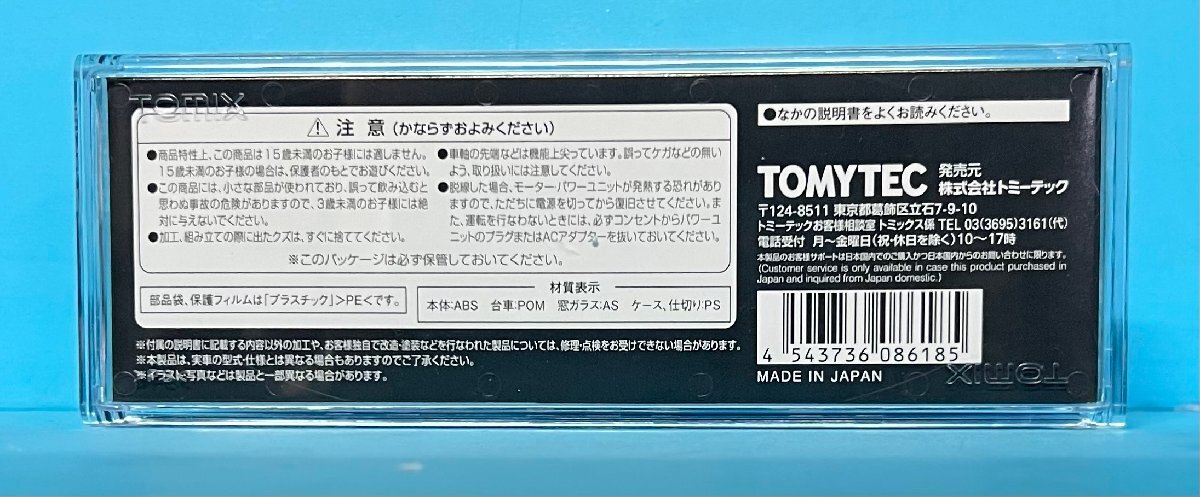 TOMIX
⚠注意(かならずおよみください)
●商品特性上、この商品は15歳未満のお子様には適しません。
15歳未満のお子様の場合は、保護者のもとでお遊びください。
●この商品には、小さな部品が使われており、誤って飲み込むと
思わぬ事故の危険がありますので、3歳未満のお子様には絶
対に与えないでください。
●加工、組み立ての際に出たクズは、すぐに捨ててください。
●車軸の先端などは機能上尖っています。誤ってケガなどの無い
よう、取り扱いには注意してください。
●脱線した場合、モーター・パワーユニットが発熱する恐れがあり
ますので、ただちに電源を切ってから復旧させてください。ま
た、運転を行なわないときには、必ずコンセントからパワーユ
ニットのプラグまたはACアダプターを抜いておいてください。
※このパッケージは必ず保管しておいてください。
部品袋、保護フィルムは「プラスチック」>PE<です。
材質表示
本体:ABS 台車:POM 窓ガラス:AS ケース、仕切り:PS
※付属の説明書に記載する内容以外の加工や、お客様独自で改造・塗装などを行なわれた製品については、修理・点検をお受けできない場合があります。
※本製品は、実車の型式・仕様とは異なる場合もありますのでご了承ください。
※イラスト・写真などは製品と一部異なる場合があります。
●なかの説明書をよくお読みください。
TOMYTEC 発売元
株式会社トミーテック
〒124-8511 東京都葛飾区立石7-9-10
トミーテックお客様相談室 トミックス係 TEL 03(3695)3161(代)
電話受付 月〜金曜日(祝・休日を除く)10〜17時
本製品のお客様サポートは日本国内でのご購入かつ日本国内からのお問い合わせに限ります。
(Customer service is only available in case this product purchased in
Japan and inquired from Japan domestic.)
4 543736 086185
MADE IN JAPAN
TOMIX